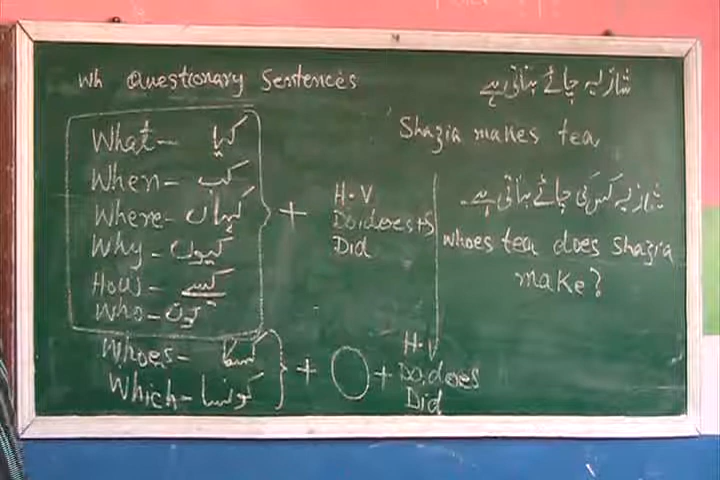 Wh Questionary Sentences
What - کیا
When - کب
Where - کہاں
Why - کیوں
How - کیسے
Who - کون
Whoes - کسکا
Which - کونسا
+
H.V
Do, does + S
Did
+ O +
H.V
Do, does
Did
شازیہ چائے بناتی ہے
Shazia makes tea
شازیہ کس کی چائے بناتی ہے۔
whoes tea does Shazia
make?